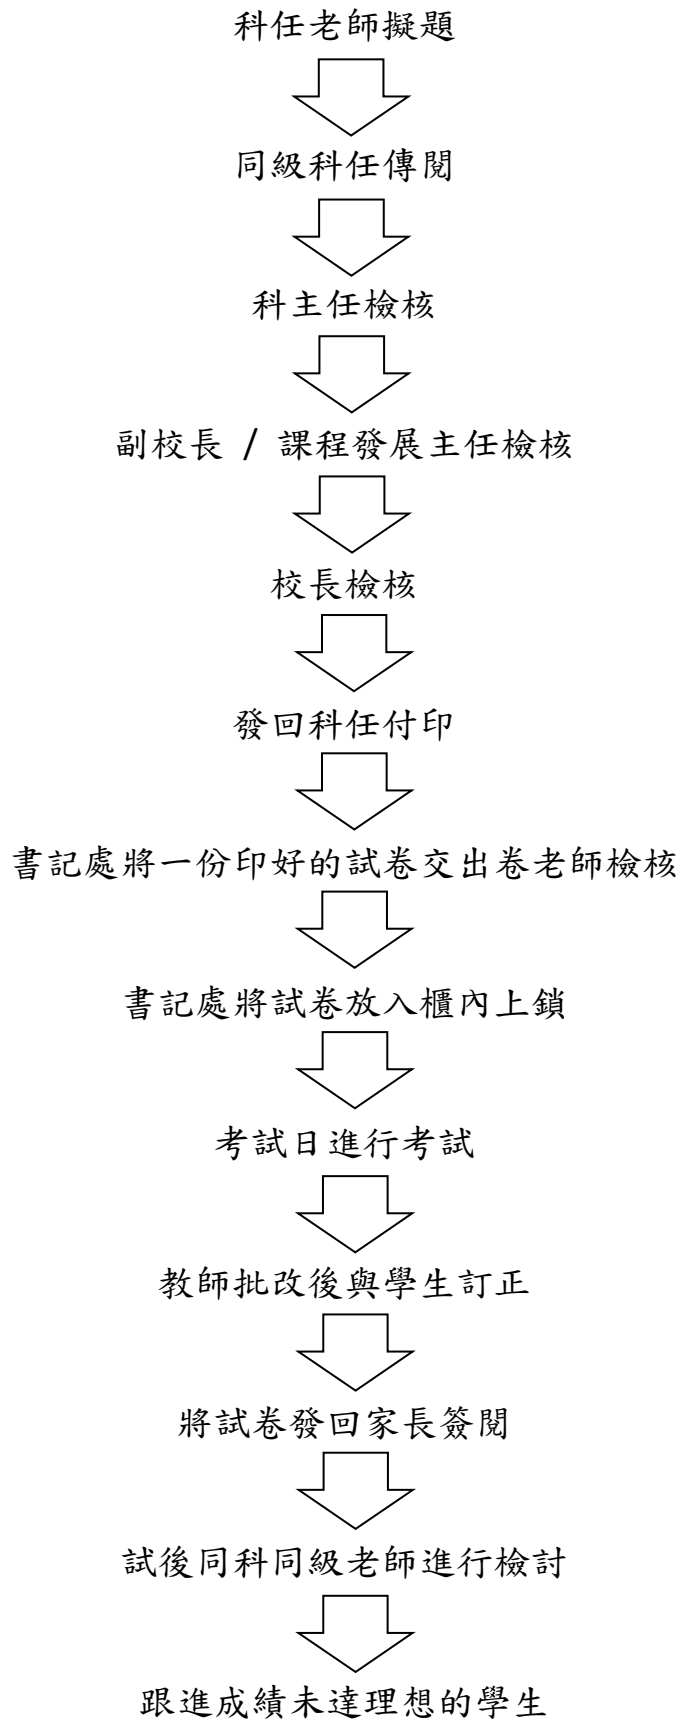 科任老師擬題
同級科任傳閱
科主任檢核
副校長 / 課程發展主任檢核
校長檢核
發回科任付印
書記處將一份印好的試卷交出卷老師檢核
書記處將試卷放入櫃內上鎖
考試日進行考試
教師批改後與學生訂正
將試卷發回家長簽閱
試後同科同級老師進行檢討
跟進成績未達理想的學生